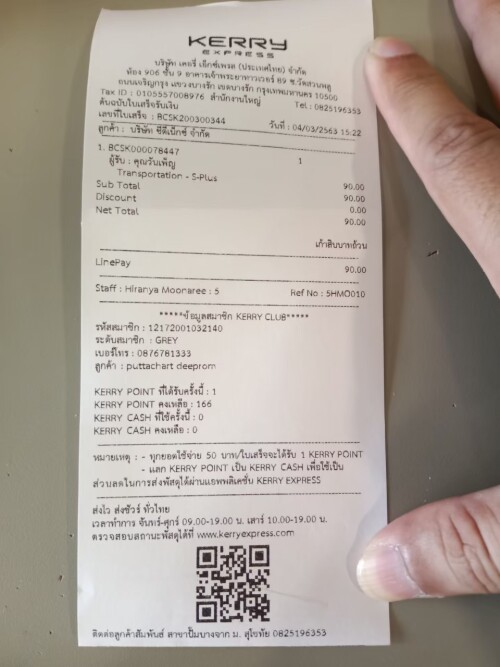 KERRY
EXPRESS
บริษัท เคอรี่ เอ็กซ์เพรส (ประเทศไทย) จำกัด
ห้อง 906 ชั้น 9 อาคารเจ้าพระยาทาวเวอร์ 89 ซ.วัดสวนพลู
ถนนเจริญกรุง แขวงบางรัก เขตบางรัก กรุงเทพมหานคร 10500
Tax ID : 0105557008976 สำนักงานใหญ่ Tel : 0825196353
ต้นฉบับใบเสร็จรับเงิน
เลขที่ใบเสร็จ : BCSK200300344 วันที่ : 04/03/2563 15:22
ลูกค้า : บริษัท ซีดีเน็กซ์ จำกัด
1. BCSK000078447 1
ผู้รับ : คุณรัมเพ็ญ
Transportation - S-Plus
Sub Total 90.00
Discount 90.00
Net Total 0.00
90.00
เก้าสิบบาทถ้วน
LinePay 90.00
Staff : Hiranya Moonaree : 5 Ref No : 5HMO010
*****ข้อมูลสมาชิก KERRY CLUB*****
รหัสสมาชิก : 12172001032140
ระดับสมาชิก : GREY
เบอร์โทร : 0876781333
ลูกค้า : puttachart deeprom
KERRY POINT ที่ได้รับครั้งนี้ : 1
KERRY POINT คงเหลือ : 166
KERRY CASH ที่ใช้ครั้งนี้ : 0
KERRY CASH คงเหลือ : 0
หมายเหตุ : - ทุกยอดใช้จ่าย 50 บาท/ใบเสร็จจะได้รับ 1 KERRY POINT
- แลก KERRY POINT เป็น KERRY CASH เพื่อใช้เป็น
ส่วนลดในการส่งพัสดุได้ผ่านแอพพลิเคชั่น KERRY EXPRESS
ส่งไว ส่งชัวร์ ทั่วไทย
เวลาทำการ จันทร์-ศุกร์ 09.00-19.00 น. เสาร์ 10.00-19.00 น.
ตรวจสอบสถานะพัสดุได้ที่ www.kerryexpress.com
ติดต่อลูกค้าสัมพันธ์ สาขาปั๊มบางจาก ม. สุโขทัย 0825196353